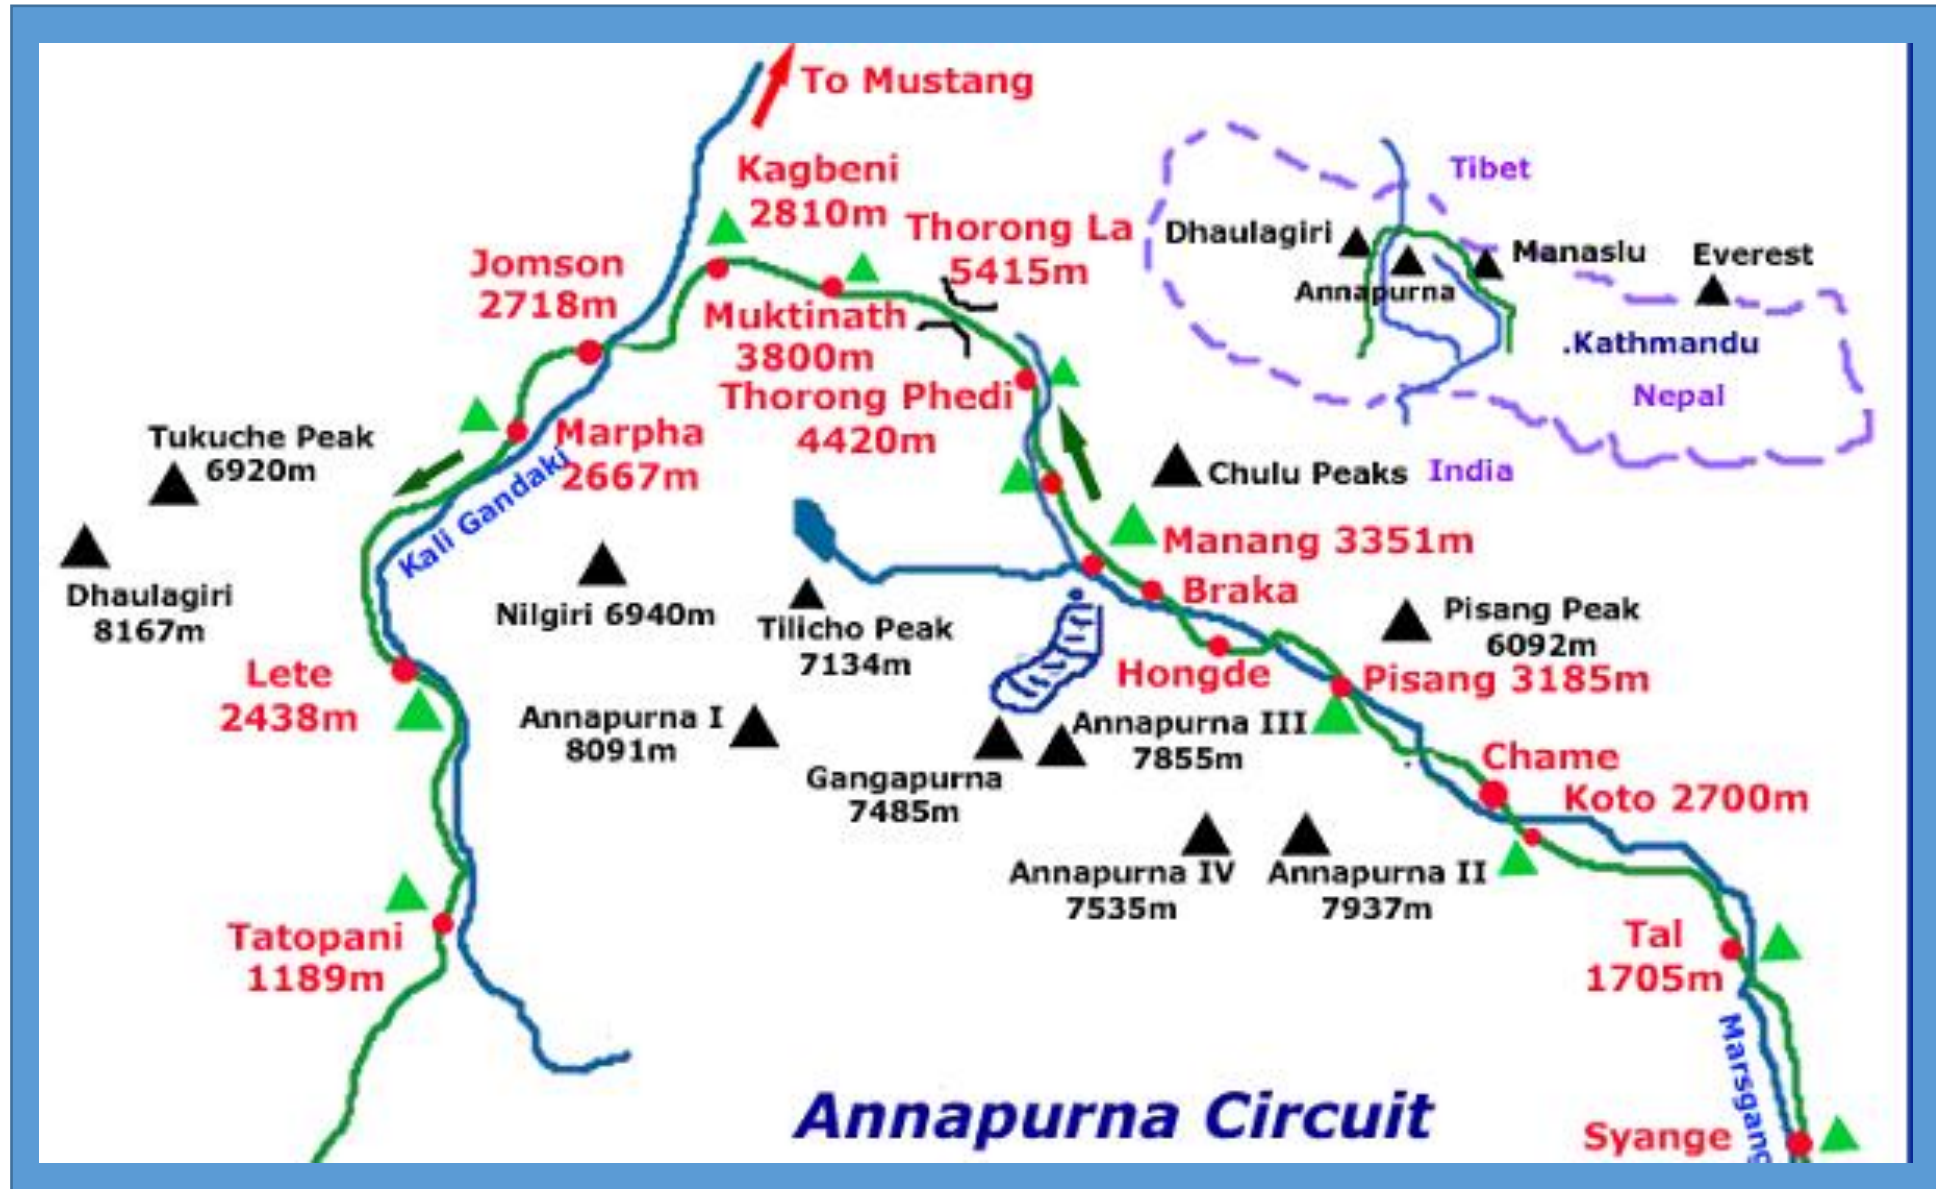 To Mustang
Kagbeni
2810m
Thorong La
5415m
Jomson
2718m
Muktinath
3800m
Thorong Phedi
4420m
Tibet
Dhaulagiri
Manaslu
Everest
Annapurna
.Kathmandu
Nepal
India
Tukuche Peak
6920m
Marpha
2667m
Kali Gandaki
Chulu Peaks
Manang 3351m
Braka
Dhaulagiri
8167m
Nilgiri 6940m
Tilicho Peak
7134m
Pisang Peak
6092m
Hongde
Pisang 3185m
Lete
2438m
Annapurna I
8091m
Gangapurna
7485m
Annapurna III
7855m
Chame
Koto 2700m
Annapurna IV
7535m
Annapurna II
7937m
Tatopani
1189m
Tal
1705m
Marsgang
Annapurna Circuit
Syange